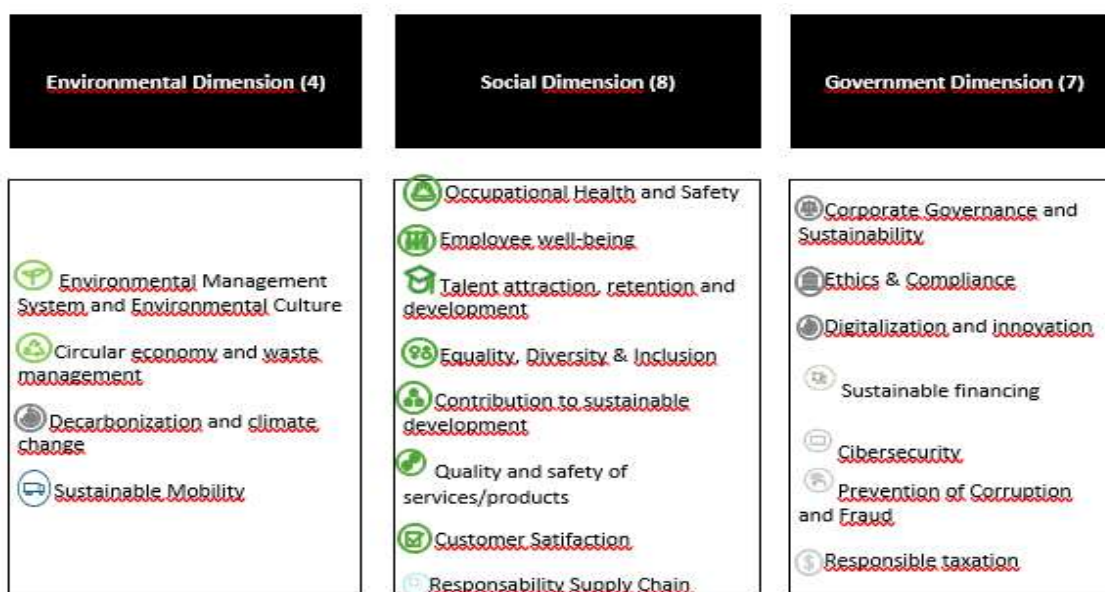 Environmental Dimension (4)
Social Dimension (8)
Government Dimension (7)
Environmental Management
System and Environmental Culture
Circular economy and waste
management
Decarbonization and climate
change
Sustainable Mobility
Occupational Health and Safety
Employee well-being
Talent attraction, retention and
development
Equality, Diversity & Inclusion
Contribution to sustainable
development
Quality and safety of
services/products
Customer Satifaction
Responsability Supply Chain
Corporate Governance and
Sustainability
Ethics & Compliance
Digitalization and innovation
Sustainable financing
Cibersecurity
Prevention of Corruption
and Fraud
Responsible taxation